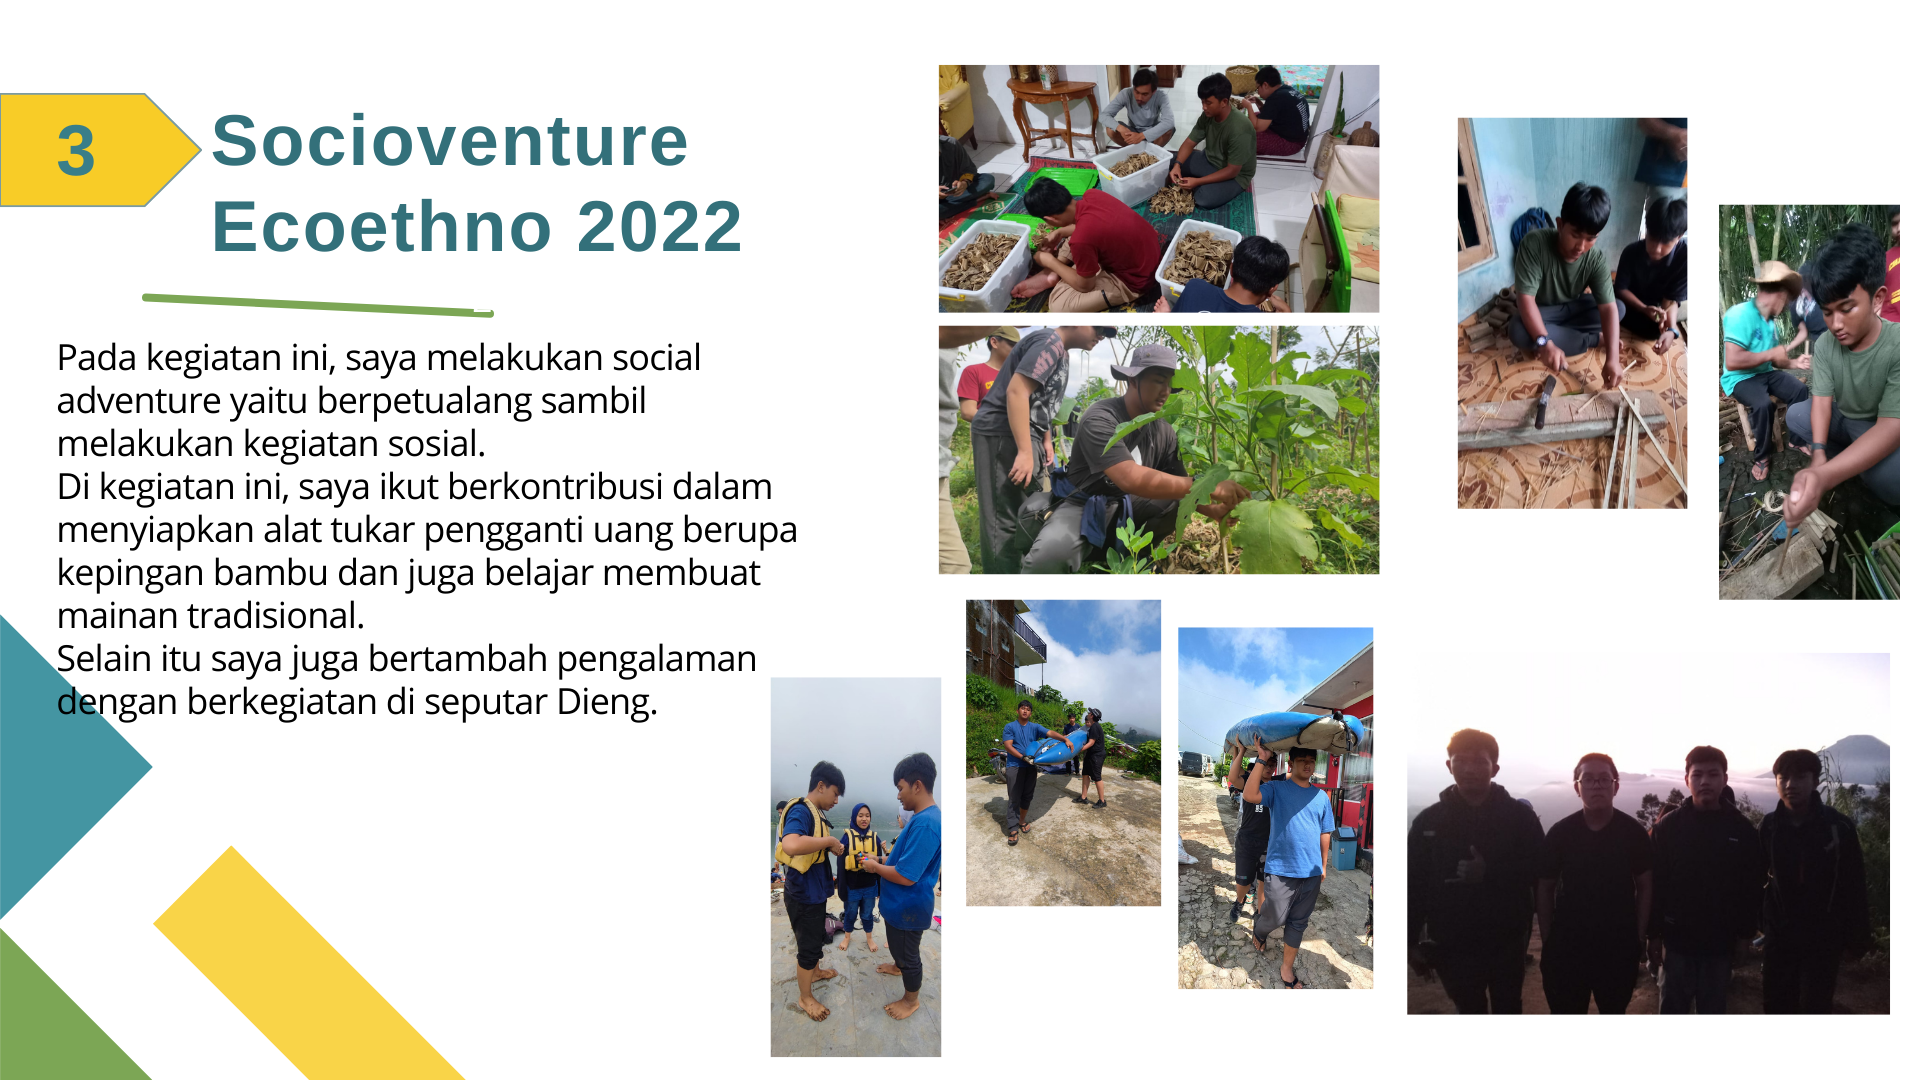 3
Socioventure
Ecoethno 2022
Pada kegiatan ini, saya melakukan social
adventure yaitu berpetualang sambil
melakukan kegiatan sosial.
Di kegiatan ini, saya ikut berkontribusi dalam
menyiapkan alat tukar pengganti uang berupa
kepingan bambu dan juga belajar membuat
mainan tradisional.
Selain itu saya juga bertambah pengalaman
dengan berkegiatan di seputar Dieng.